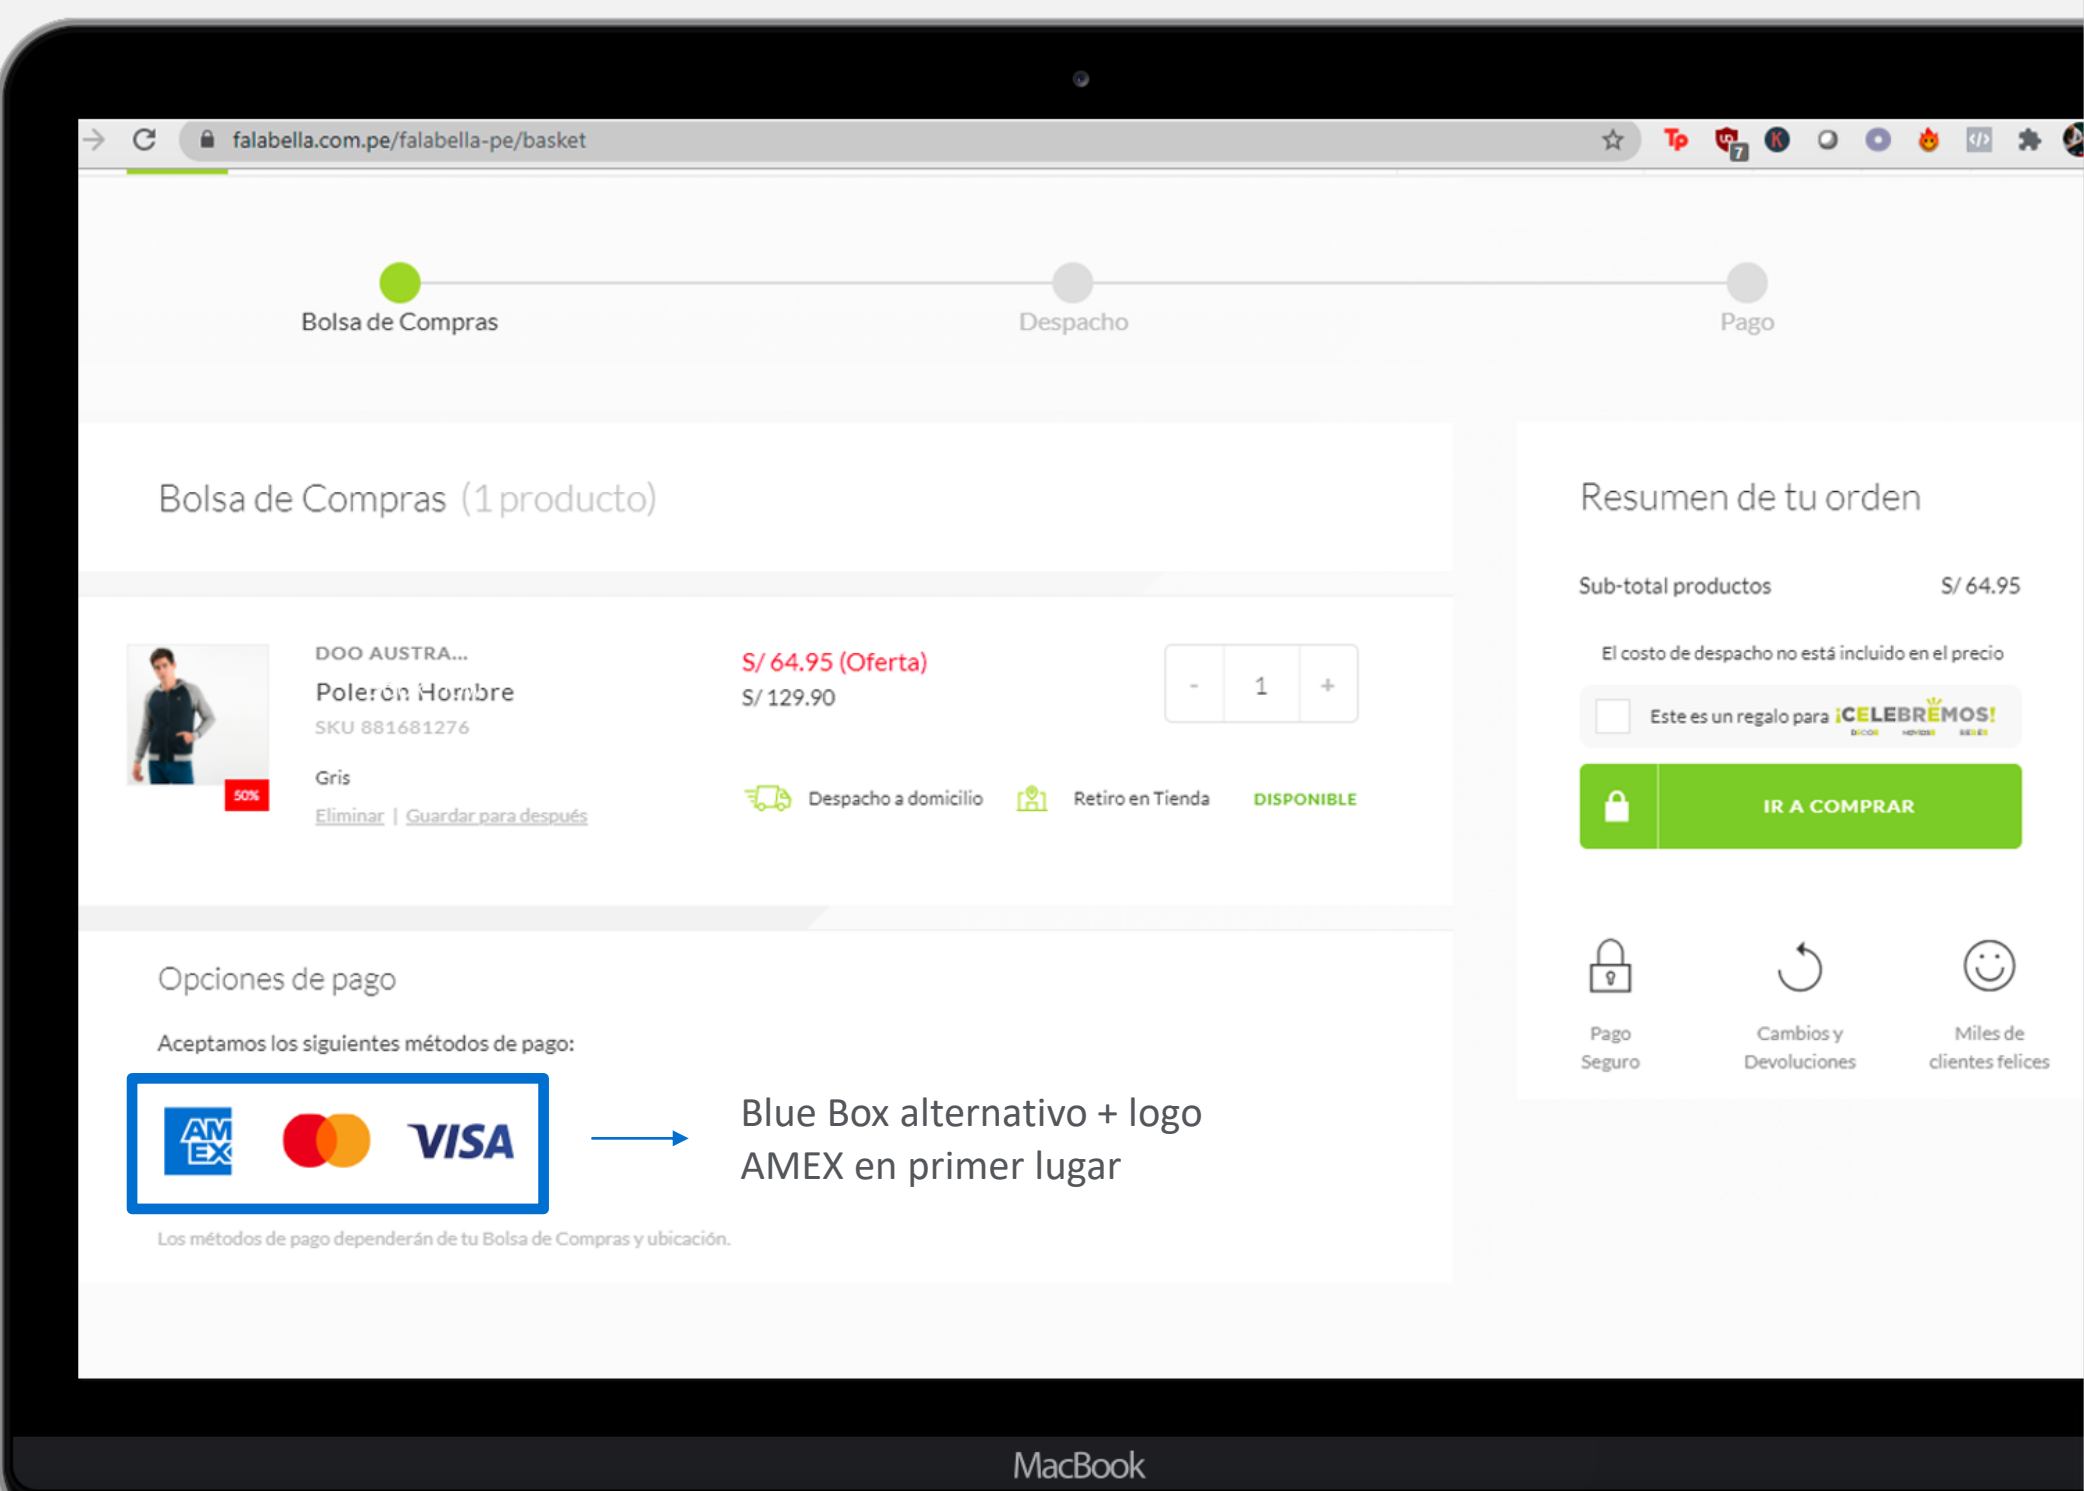 falabella.com.pe/falabella-pe/basket
Tp
7
K
</>
Bolsa de Compras
Despacho
Pago
Bolsa de Compras (1 producto)
DOO AUSTRA...
Poleron Hombre
SKU 881681276
Gris
Eliminar | Guardar para después
50%
S/ 64.95 (Oferta)
S/ 129.90
- 1 +
Despacho a domicilio
Retiro en Tienda
DISPONIBLE
Resumen de tu orden
Sub-total productos S/ 64.95
El costo de despacho no está incluido en el precio
Este es un regalo para ¡CELEBREMOS!
IR A COMPRAR
Pago
Seguro
Cambios y
Devoluciones
Miles de
clientes felices
Opciones de pago
Aceptamos los siguientes métodos de pago:
AM
EX
VISA
Blue Box alternativo + logo
AMEX en primer lugar
Los métodos de pago dependerán de tu Bolsa de Compras y ubicación.
MacBook